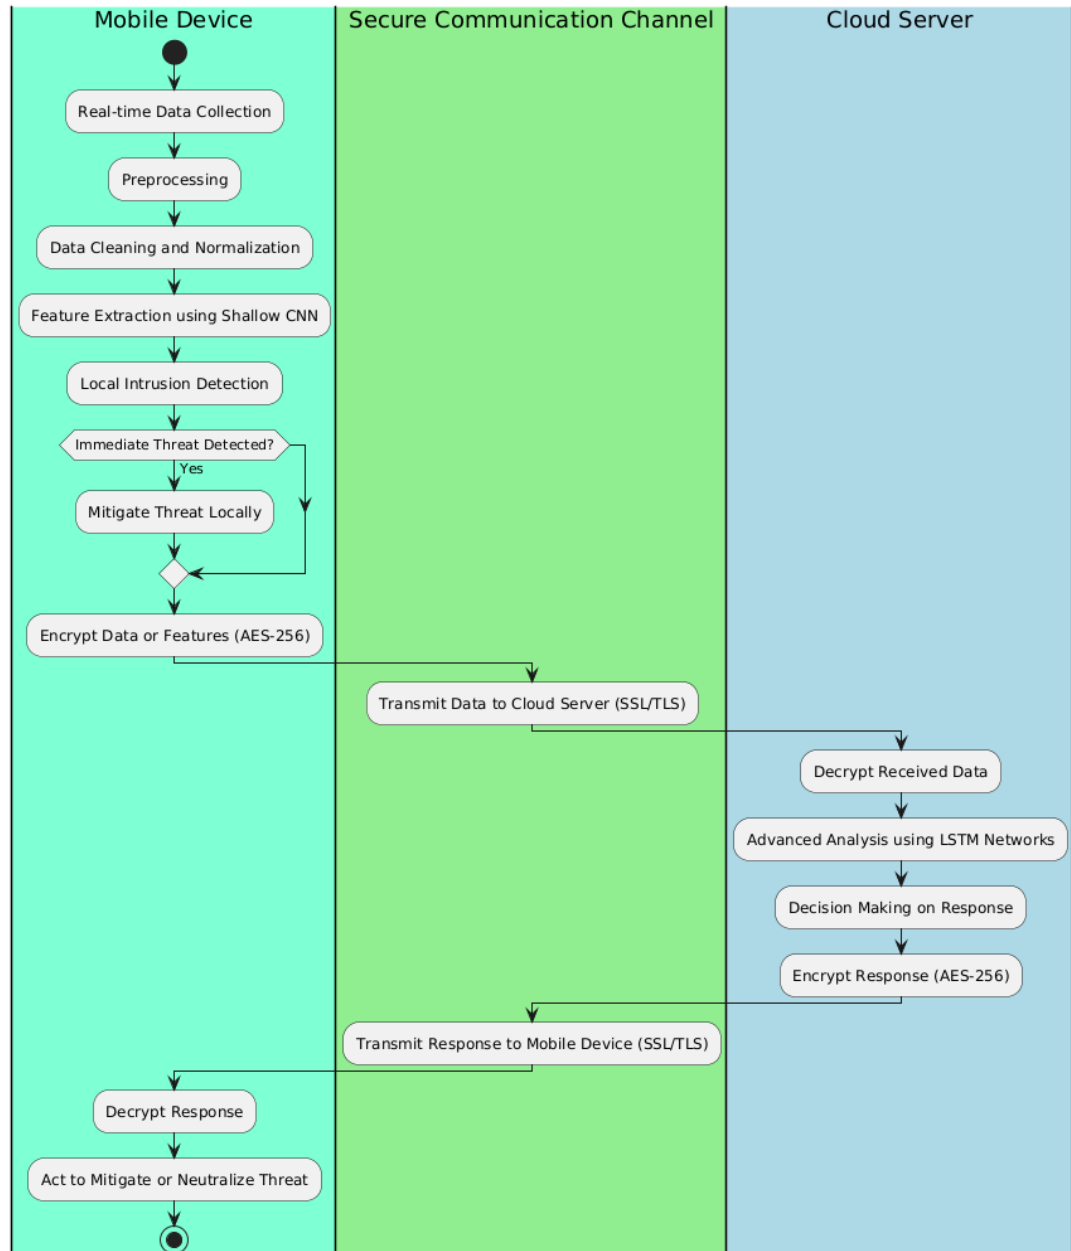 Mobile Device
Secure Communication Channel
Cloud Server
Real-time Data Collection
Preprocessing
Data Cleaning and Normalization
Feature Extraction using Shallow CNN
Local Intrusion Detection
Immediate Threat Detected?
Yes
Mitigate Threat Locally
Encrypt Data or Features (AES-256)
Transmit Data to Cloud Server (SSL/TLS)
Decrypt Received Data
Advanced Analysis using LSTM Networks
Decision Making on Response
Encrypt Response (AES-256)
Transmit Response to Mobile Device (SSL/TLS)
Decrypt Response
Act to Mitigate or Neutralize Threat